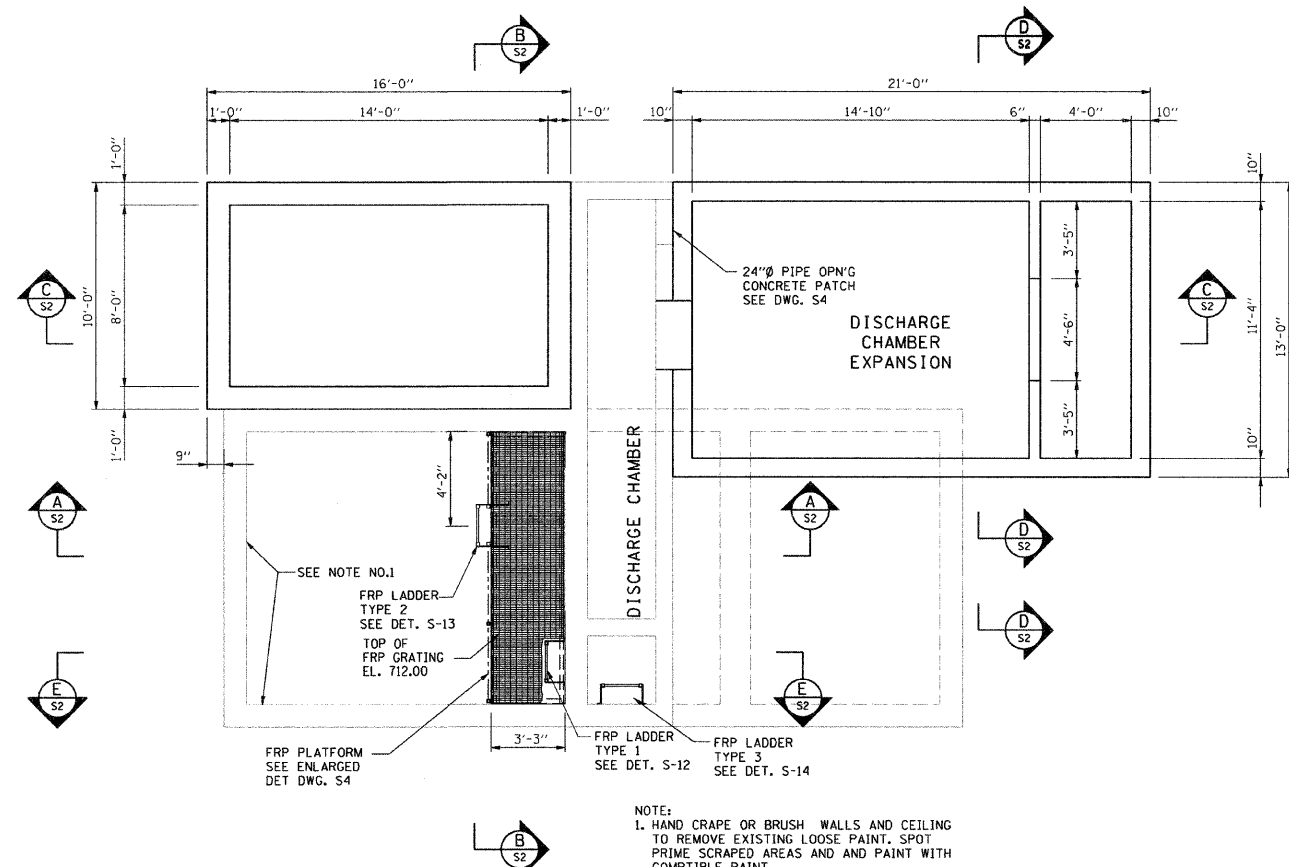 B
S2
D
S2
16'-0"
21'-0"
1'-0"
14'-0"
1'-0"
10"
14'-10"
6"
4'-0"
10"
1'-0"
10'-0"
8'-0"
1'-0"
10"
3'-5"
4'-6"
3'-5"
11'-4"
13'-0"
10"
C
S2
C
S2
24"Ø PIPE OPN'G
CONCRETE PATCH
SEE DWG. S4
DISCHARGE
CHAMBER
EXPANSION
9"
4'-2"
DISCHARGE CHAMBER
A
S2
A
S2
D
S2
SEE NOTE NO.1
FRP LADDER
TYPE 2
SEE DET. S-13
TOP OF
FRP GRATING
EL. 712.00
D
S2
E
S2
E
S2
3'-3"
FRP PLATFORM
SEE ENLARGED
DET DWG. S4
FRP LADDER
TYPE 1
SEE DET. S-12
FRP LADDER
TYPE 3
SEE DET. S-14
B
S2
NOTE:
1. HAND CRAPE OR BRUSH WALLS AND CEILING
TO REMOVE EXISTING LOOSE PAINT. SPOT
PRIME SCRAPED AREAS AND AND PAINT WITH
COMPTIBLE PAINT